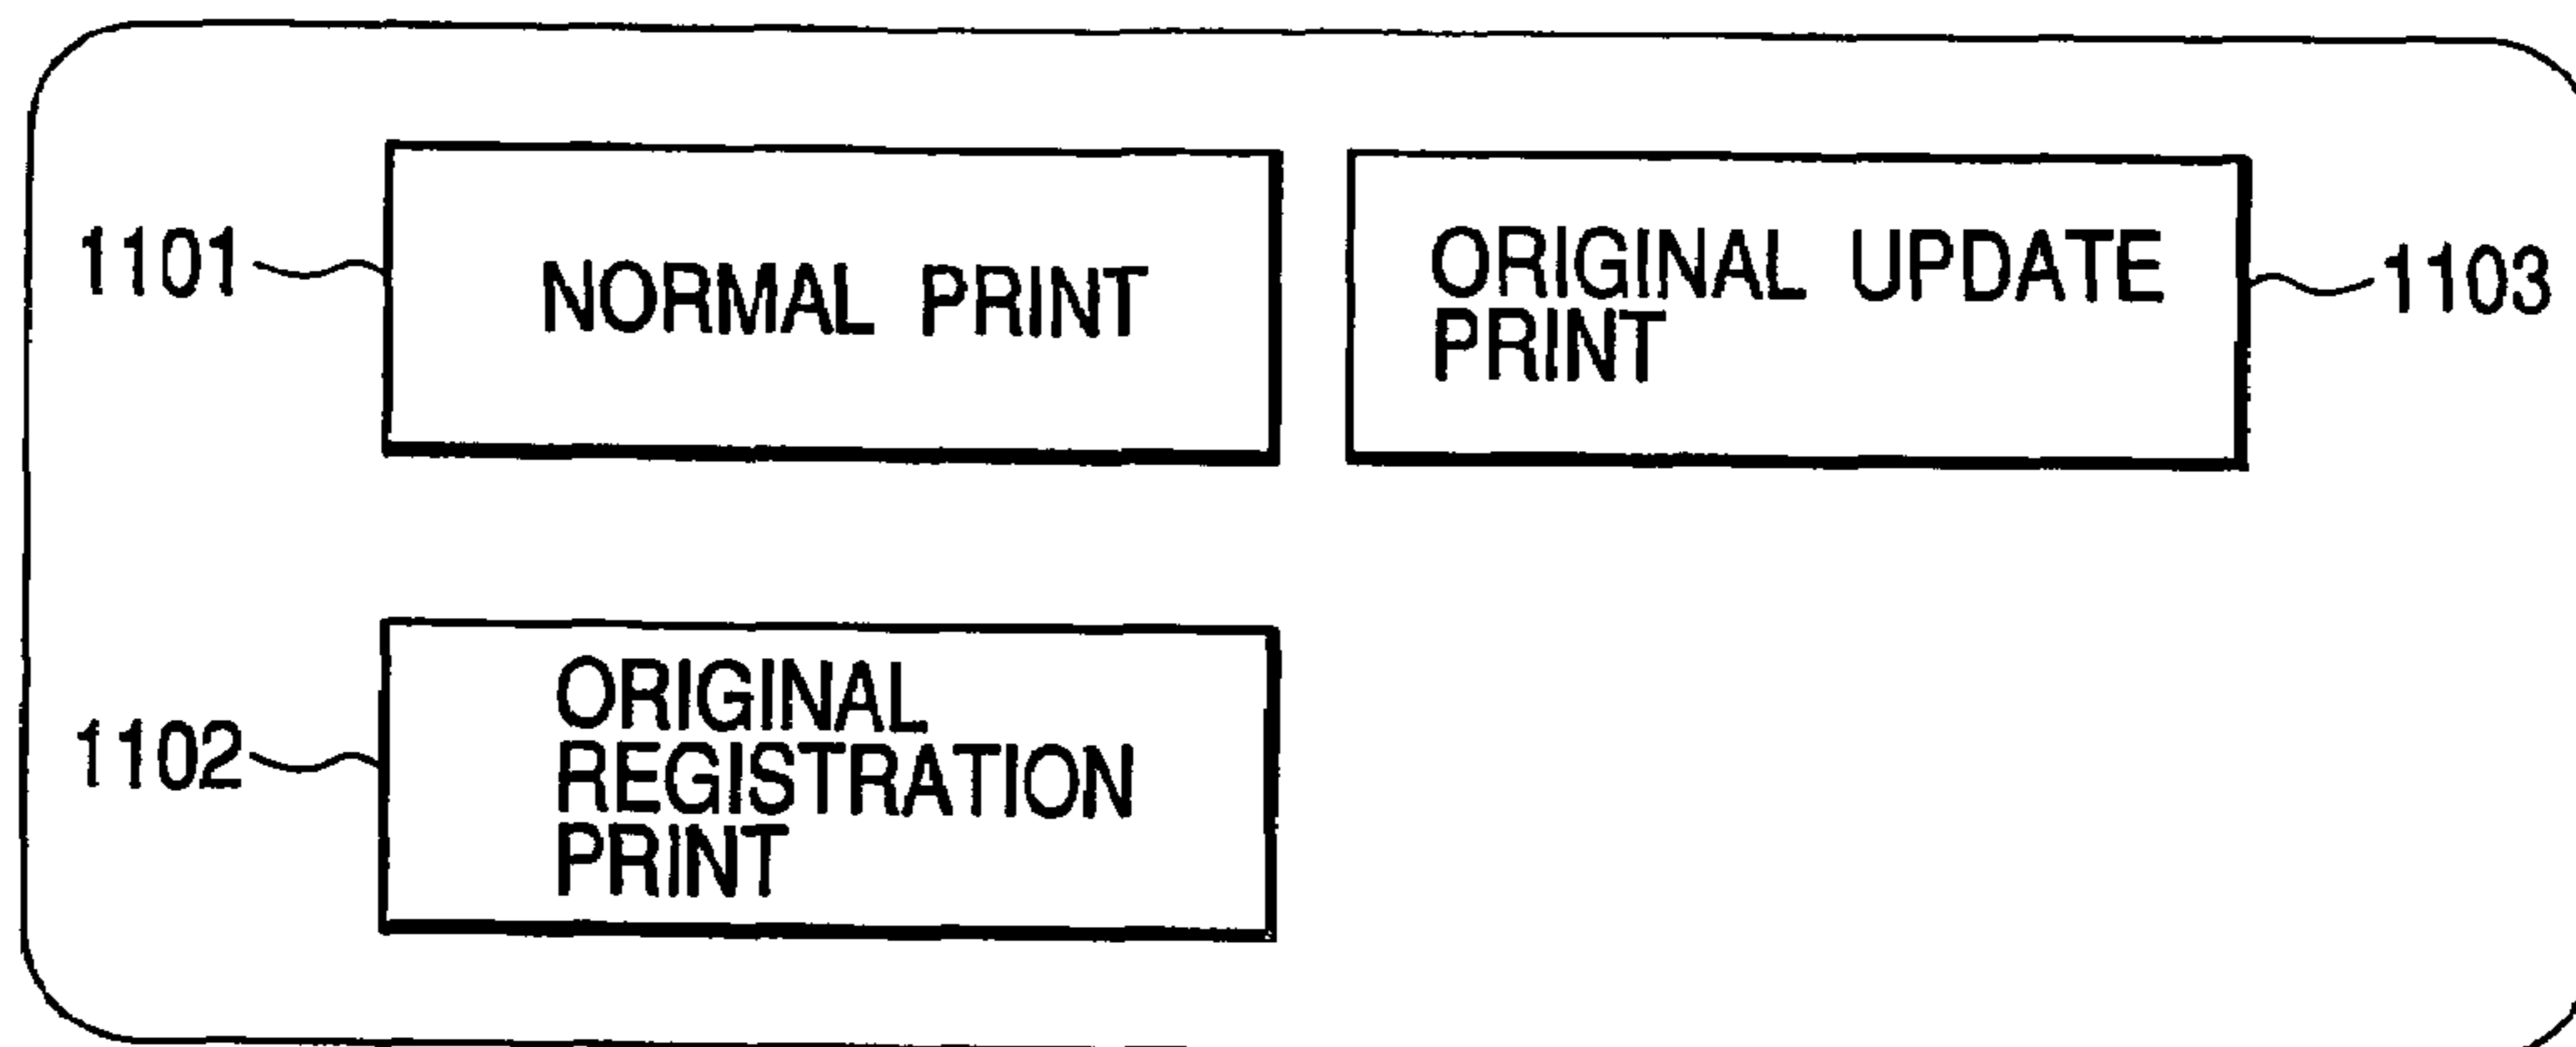 1101
NORMAL PRINT
ORIGINAL UPDATE
PRINT
1103
1102
ORIGINAL
REGISTRATION
PRINT